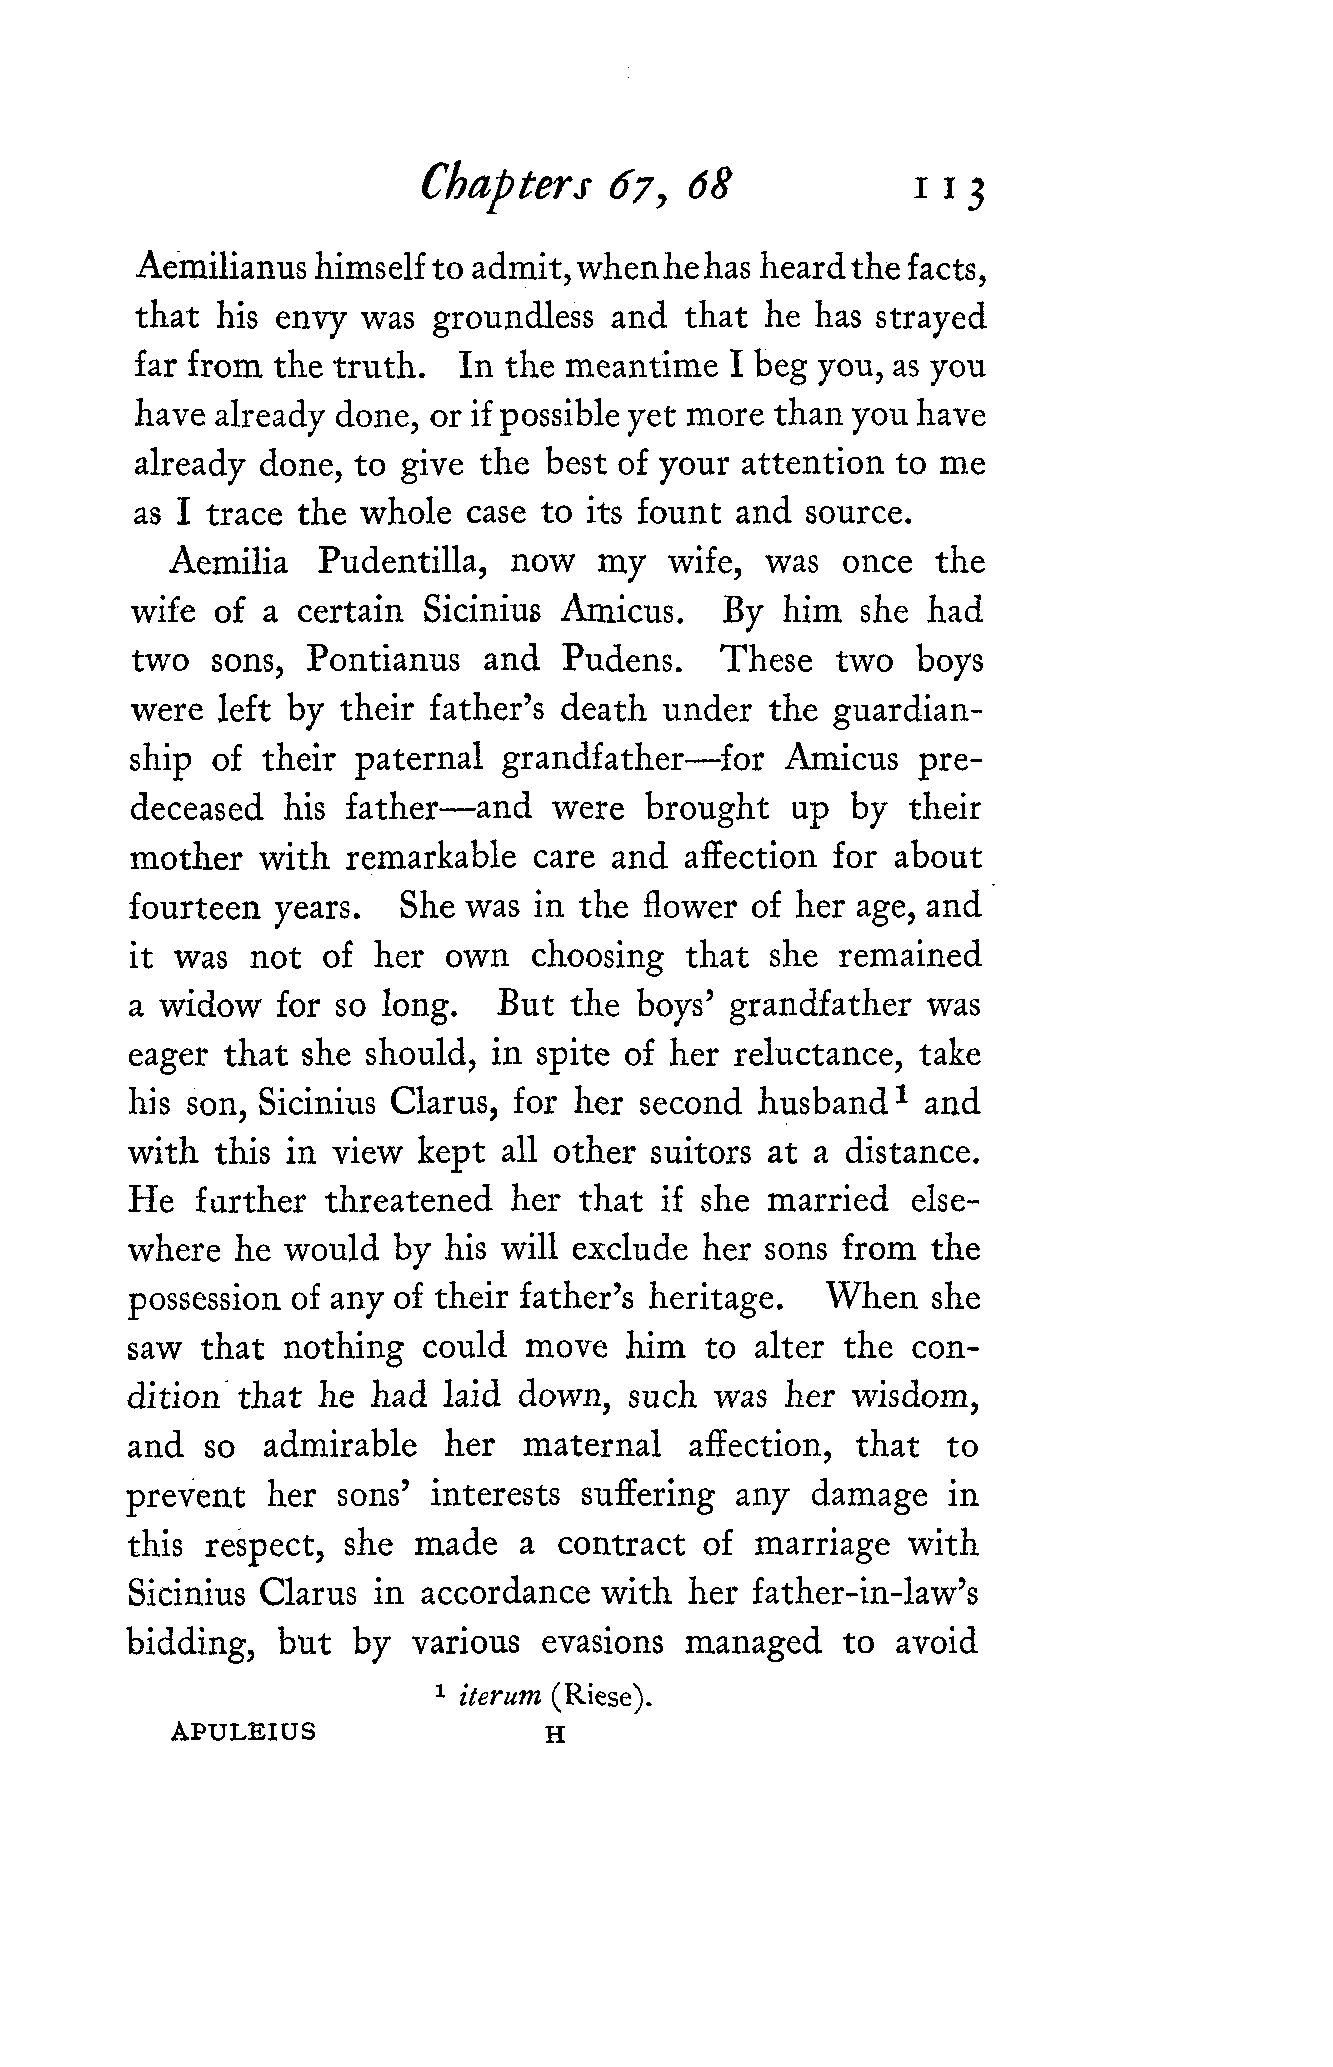 Chapters 67, 68 113
Aemilianus himself to admit, when he has heard the facts,
that his envy was groundless and that he has strayed
far from the truth. In the meantime I beg you, as you
have already done, or if possible yet more than you have
already done, to give the best of your attention to me
as I trace the whole case to its fount and source.
Aemilia Pudentilla, now my wife, was once the
wife of a certain Sicinius Amicus. By him she had
two sons, Pontianus and Pudens. These two boys
were left by their father's death under the guardian-
ship of their paternal grandfather—for Amicus pre-
deceased his father—and were brought up by their
mother with remarkable care and affection for about
fourteen years. She was in the flower of her age, and
it was not of her own choosing that she remained
a widow for so long. But the boys' grandfather was
eager that she should, in spite of her reluctance, take
his son, Sicinius Clarus, for her second husband¹ and
with this in view kept all other suitors at a distance.
He further threatened her that if she married else-
where he would by his will exclude her sons from the
possession of any of their father's heritage. When she
saw that nothing could move him to alter the con-
dition that he had laid down, such was her wisdom,
and so admirable her maternal affection, that to
prevent her sons' interests suffering any damage in
this respect, she made a contract of marriage with
Sicinius Clarus in accordance with her father-in-law's
bidding, but by various evasions managed to avoid
¹ iterum (Riese).
APULEIUS H